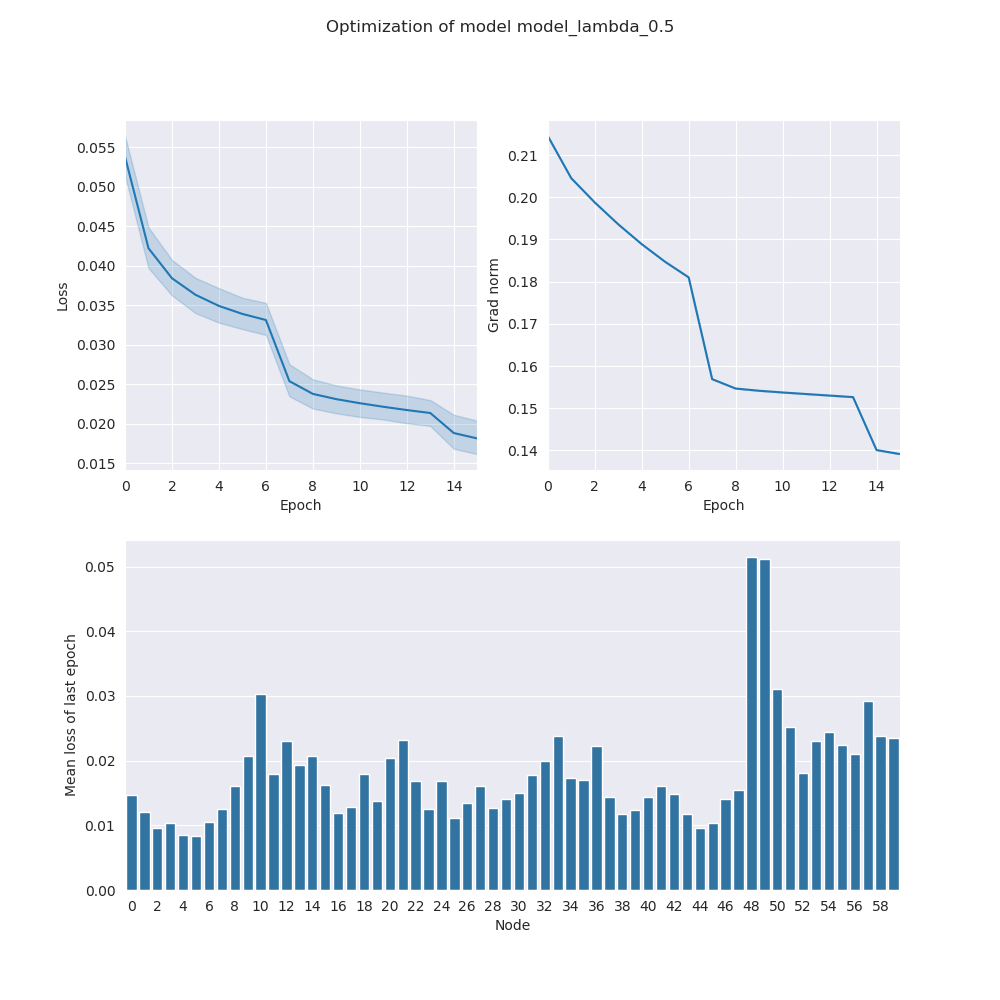 Optimization of model model_lambda_0.5
0.055
0.050
0.045
0.040
0.035
0.030
0.025
0.020
0.015
Loss
0 2 4 6 8 10 12 14
Epoch
0.21
0.20
0.19
0.18
0.17
0.16
0.15
0.14
Grad norm
0 2 4 6 8 10 12 14
Epoch
0.05
0.04
0.03
0.02
0.01
0.00
Mean loss of last epoch
0 2 4 6 8 10 12 14 16 18 20 22 24 26 28 30 32 34 36 38 40 42 44 46 48 50 52 54 56 58
Node